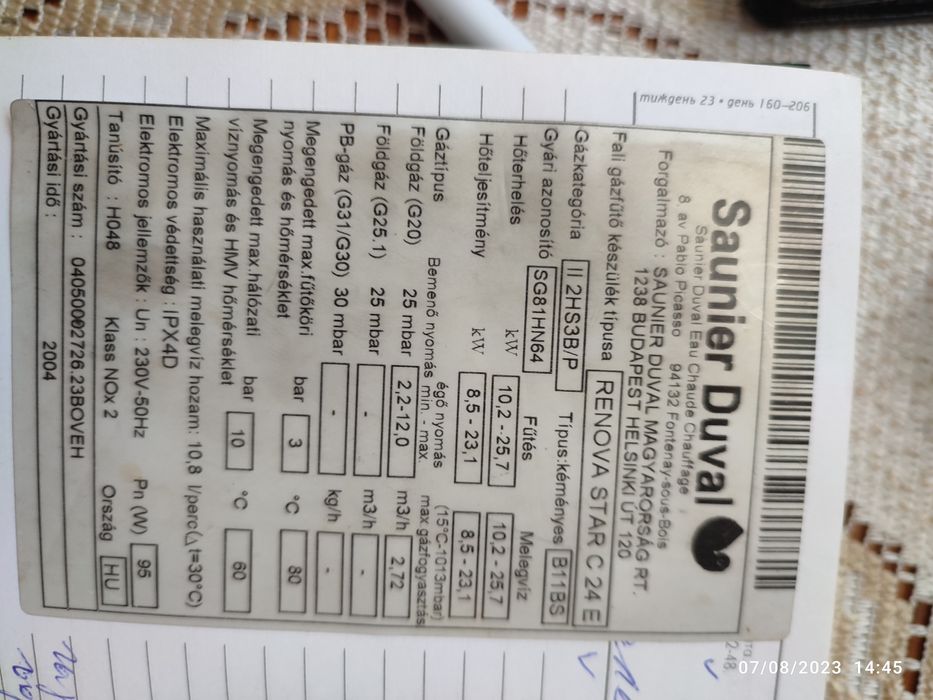 тиждень 23 • день 160–206
Saunier Duval
Saunier Duval Eau Chaude Chauffage
8 av Pablo Picasso 94132 Fontenay-sous-Bois
Forgalmazó : SAUNIER DUVAL MAGYARORSÁG RT.
1238 BUDAPEST HELSINKI ÚT 120
Fali gázfűtő készülék típusa RENOVA STAR C 24 E
Gázkategória II 2HS3B/P Típus:kéményes B11BS
Gyári azonosító SG81HN64
Fűtés Melegvíz
Hőterhelés kW 10,2 - 25,7 10,2 - 25,7
Hőteljesítmény kW 8,5 - 23,1 8,5 - 23,1
Gáztípus Bemenő nyomás égő nyomás min. - max. (15°C-1013mbar) max gázfogyasztás
Földgáz (G20) 25 mbar 2,2-12,0 m3/h 2,72
Földgáz (G25.1) 25 mbar - m3/h -
PB-gáz (G31/G30) 30 mbar - kg/h -
Megengedett max.fűtőköri
nyomás és hőmérséklet bar 3 °C 80
Megengedett max.hálózati
víznyomás és HMV hőmérséklet bar 10 °C 60
Maximális használati melegvíz hozam: 10,8 l/perc(Δt=30°C)
Elektromos védettség : IPX4D
Elektromos jellemzők : Un : 230V-50Hz Pn (W) 95
Tanúsító : H048 Klass NOx 2 Ország HU
Gyártási szám : 0405002726.23BOVEH
Gyártási idő : 2004
2-48
07/08/2023 14:45